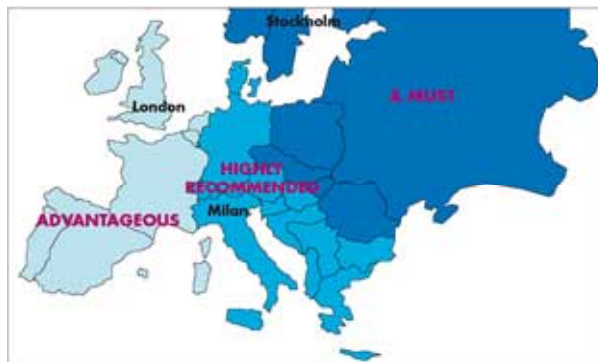 Stockholm
A MUST
London
HIGHLY
RECOMMENDED
ADVANTAGEOUS
Milan